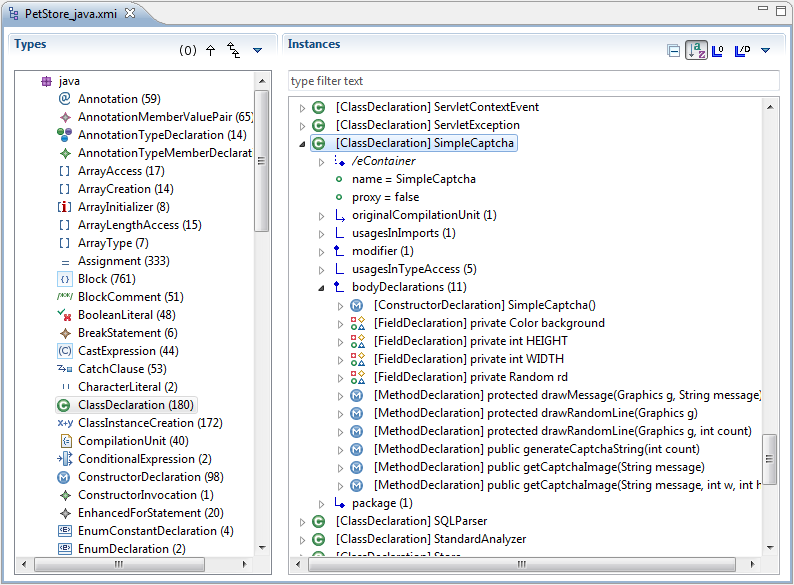 PetStore_java.xmi
Types
(0)
java
Annotation (59)
AnnotationMemberValuePair (65)
AnnotationTypeDeclaration (14)
AnnotationTypeMemberDeclarat
ArrayAccess (17)
ArrayCreation (14)
ArrayInitializer (8)
ArrayLengthAccess (15)
ArrayType (7)
Assignment (333)
Block (761)
BlockComment (51)
BooleanLiteral (48)
BreakStatement (6)
CastExpression (44)
CatchClause (53)
CharacterLiteral (2)
ClassDeclaration (180)
ClassInstanceCreation (172)
CompilationUnit (40)
ConditionalExpression (2)
ConstructorDeclaration (98)
ConstructorInvocation (1)
EnhancedForStatement (20)
EnumConstantDeclaration (4)
EnumDeclaration (2)
Instances
type filter text
[ClassDeclaration] ServletContextEvent
[ClassDeclaration] ServletException
[ClassDeclaration] SimpleCaptcha
/eContainer
name = SimpleCaptcha
proxy = false
originalCompilationUnit (1)
usagesInImports (1)
modifier (1)
usagesInTypeAccess (5)
bodyDeclarations (11)
[ConstructorDeclaration] SimpleCaptcha()
[FieldDeclaration] private Color background
[FieldDeclaration] private int HEIGHT
[FieldDeclaration] private int WIDTH
[FieldDeclaration] private Random rd
[MethodDeclaration] protected drawMessage(Graphics g, String message)
[MethodDeclaration] protected drawRandomLine(Graphics g)
[MethodDeclaration] protected drawRandomLine(Graphics g, int count)
[MethodDeclaration] public generateCaptchaString(int count)
[MethodDeclaration] public getCaptchaImage(String message)
[MethodDeclaration] public getCaptchaImage(String message, int w, int h
package (1)
[ClassDeclaration] SQLParser
[ClassDeclaration] StandardAnalyzer
[ClassDeclaration] Store